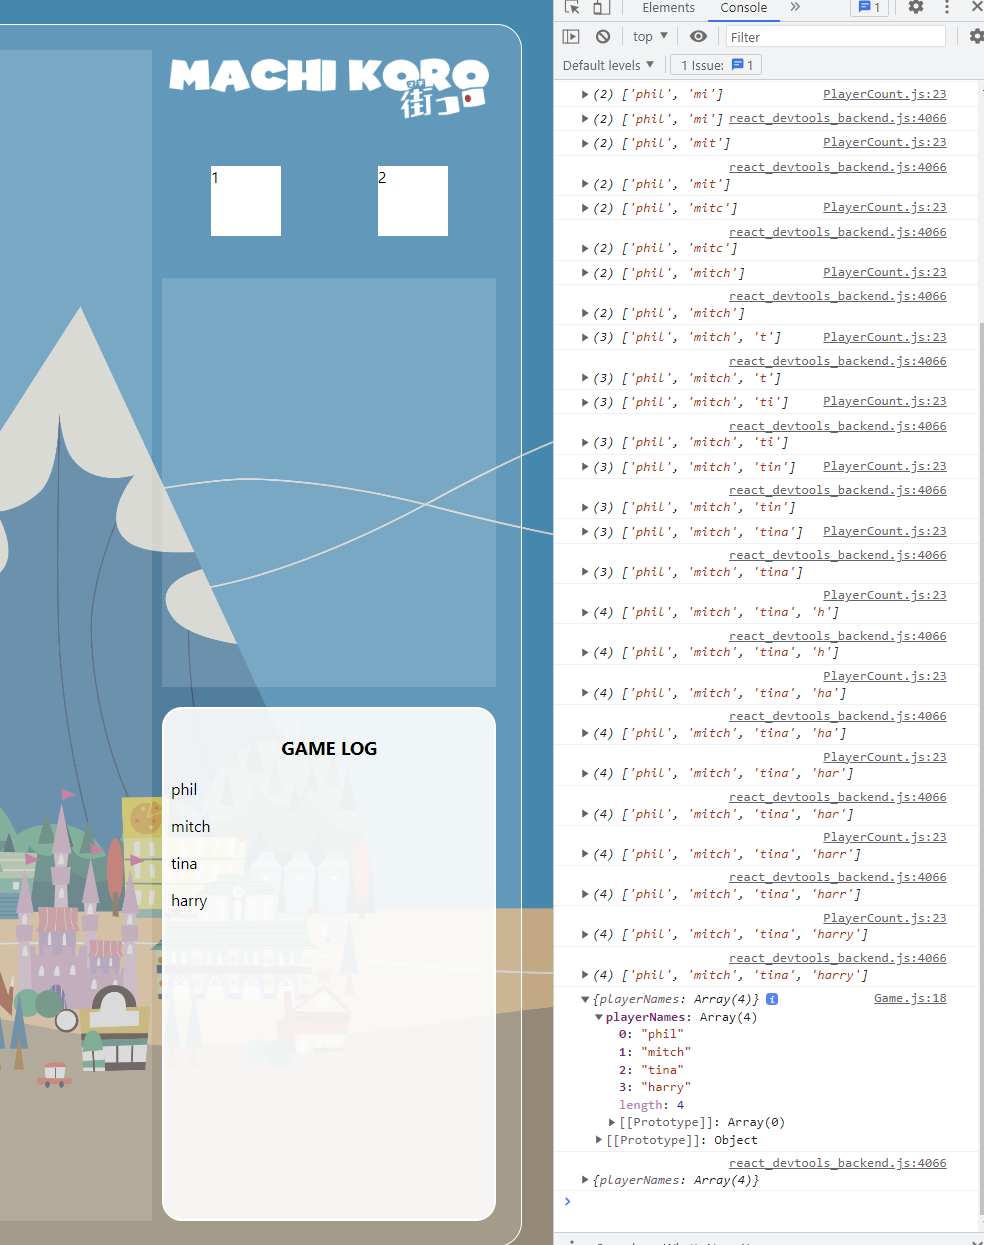 MACHI KORO
街コロ
1
2
GAME LOG
phil
mitch
tina
harry
Elements
Console
1
top
Filter
Default levels
1 Issue: 1
(2) ['phil', 'mi'] PlayerCount.js:23
(2) ['phil', 'mi'] react_devtools_backend.js:4066
(2) ['phil', 'mit'] PlayerCount.js:23
react_devtools_backend.js:4066
(2) ['phil', 'mit']
(2) ['phil', 'mitc'] PlayerCount.js:23
react_devtools_backend.js:4066
(2) ['phil', 'mitc']
(2) ['phil', 'mitch'] PlayerCount.js:23
react_devtools_backend.js:4066
(2) ['phil', 'mitch']
(3) ['phil', 'mitch', 't'] PlayerCount.js:23
react_devtools_backend.js:4066
(3) ['phil', 'mitch', 't']
(3) ['phil', 'mitch', 'ti'] PlayerCount.js:23
react_devtools_backend.js:4066
(3) ['phil', 'mitch', 'ti']
(3) ['phil', 'mitch', 'tin'] PlayerCount.js:23
react_devtools_backend.js:4066
(3) ['phil', 'mitch', 'tin']
(3) ['phil', 'mitch', 'tina'] PlayerCount.js:23
react_devtools_backend.js:4066
(3) ['phil', 'mitch', 'tina']
PlayerCount.js:23
(4) ['phil', 'mitch', 'tina', 'h']
react_devtools_backend.js:4066
(4) ['phil', 'mitch', 'tina', 'h']
PlayerCount.js:23
(4) ['phil', 'mitch', 'tina', 'ha']
react_devtools_backend.js:4066
(4) ['phil', 'mitch', 'tina', 'ha']
PlayerCount.js:23
(4) ['phil', 'mitch', 'tina', 'har']
react_devtools_backend.js:4066
(4) ['phil', 'mitch', 'tina', 'har']
PlayerCount.js:23
(4) ['phil', 'mitch', 'tina', 'harr']
react_devtools_backend.js:4066
(4) ['phil', 'mitch', 'tina', 'harr']
PlayerCount.js:23
(4) ['phil', 'mitch', 'tina', 'harry']
react_devtools_backend.js:4066
(4) ['phil', 'mitch', 'tina', 'harry']
{playerNames: Array(4)} i Game.js:18
playerNames: Array(4)
0: "phil"
1: "mitch"
2: "tina"
3: "harry"
length: 4
[[Prototype]]: Array(0)
[[Prototype]]: Object
react_devtools_backend.js:4066
{playerNames: Array(4)}